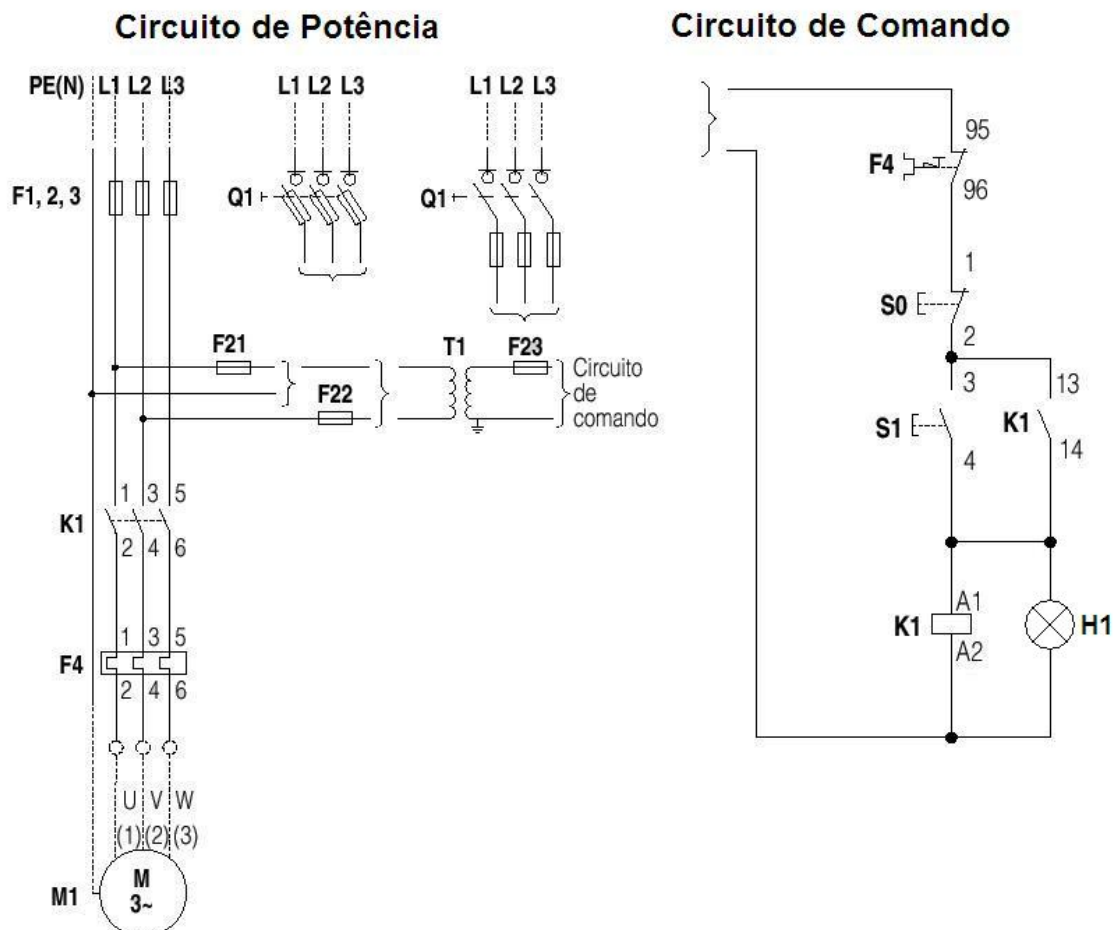 Circuito de Potência
PE(N) L1 L2 L3
L1 L2 L3
L1 L2 L3
F1, 2, 3
Q1
Q1
F21
F22
T1
F23
Circuito
de
comando
K1
1 3 5
2 4 6
F4
1 3 5
2 4 6
U V W
(1) (2) (3)
M1
M
3~
Circuito de Comando
95
F4
96
1
S0
2
3
13
S1
K1
4
14
K1
A1
A2
H1